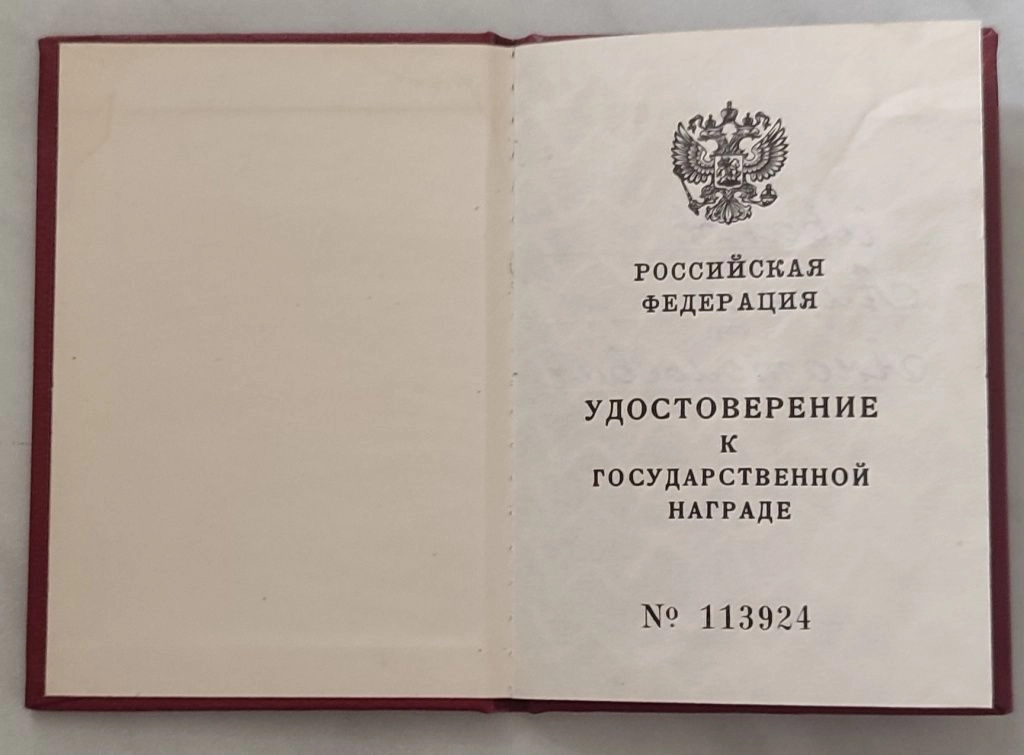 РОССИЙСКАЯ
ФЕДЕРАЦИЯ
УДОСТОВЕРЕНИЕ
К
ГОСУДАРСТВЕННОЙ
НАГРАДЕ
№ 113924